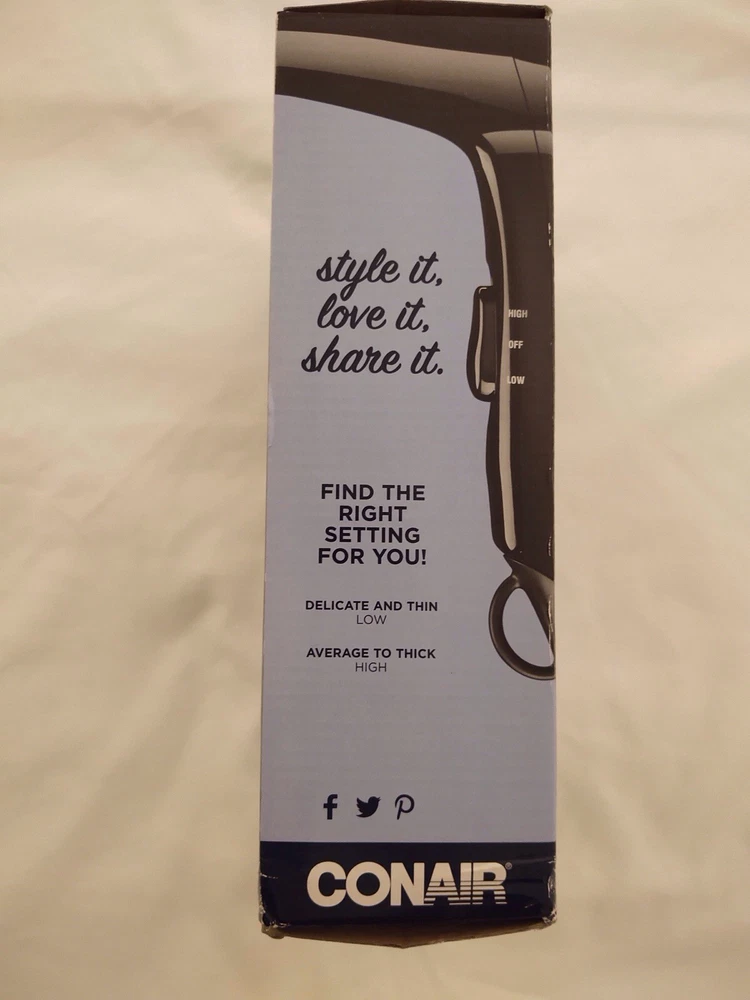 style it,
love it,
share it.
HIGH
OFF
LOW
FIND THE
RIGHT
SETTING
FOR YOU!
DELICATE AND THIN
LOW
AVERAGE TO THICK
HIGH
CONAIR®